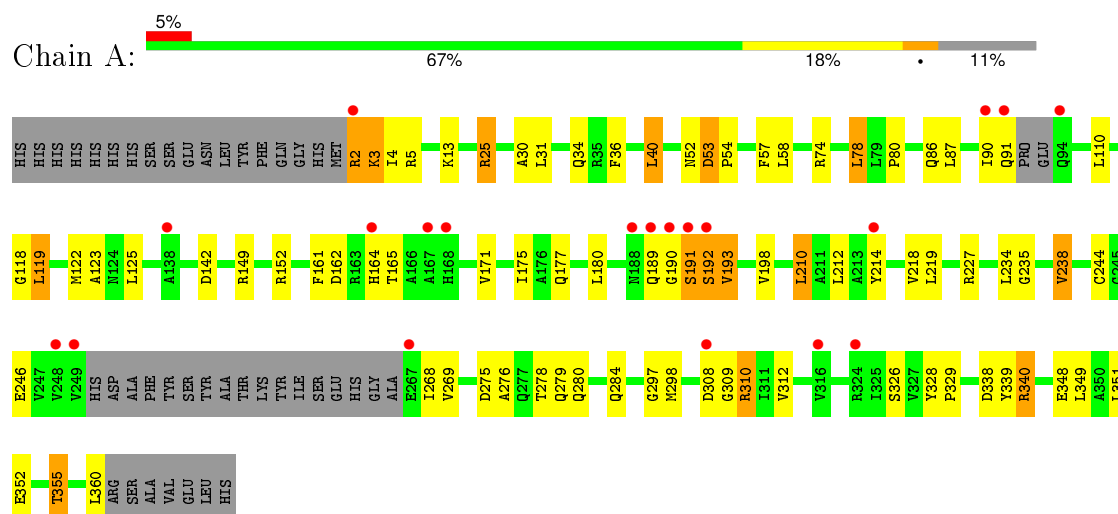 5%
Chain A:
67% 18% • 11%
HIS HIS HIS HIS HIS HIS HIS SER SER GLU ASN LEU TYR PHE GLN GLY HIS MET R2 K3 I4 R5 K13 R25 A30 L31 Q34 R35 F36 L40 N52 D53 P54 F57 L58 R74 L78 L79 P80 Q86 L87 I90 Q91 PRO GLU Q94 L110
G118 L119 M122 A123 N124 L125 A138 D142 R149 R152 F161 D162 R163 H164 T165 A166 A167 H168 V171 I175 A176 Q177 L180 N188 Q189 G190 S191 S192 V193 V198 L210 A211 L212 A213 Y214 V218 L219 R227 L234 G235 V238 C244
E246 V247 V248 V249 HIS ASP ALA PHE TYR SER TYR ALA THR LYS TYR ILE SER GLU HIS GLY ALA E267 I268 V269 D275 A276 Q277 T278 Q279 Q280 Q284 G297 M298 D308 G309 R310 I311 V312 V316 R324 I325 S326 V327 Y328 P329 D338 Y339 R340 E348 L349 A350 L351
E352 T355 L360 ARG SER ALA VAL GLU LEU HIS